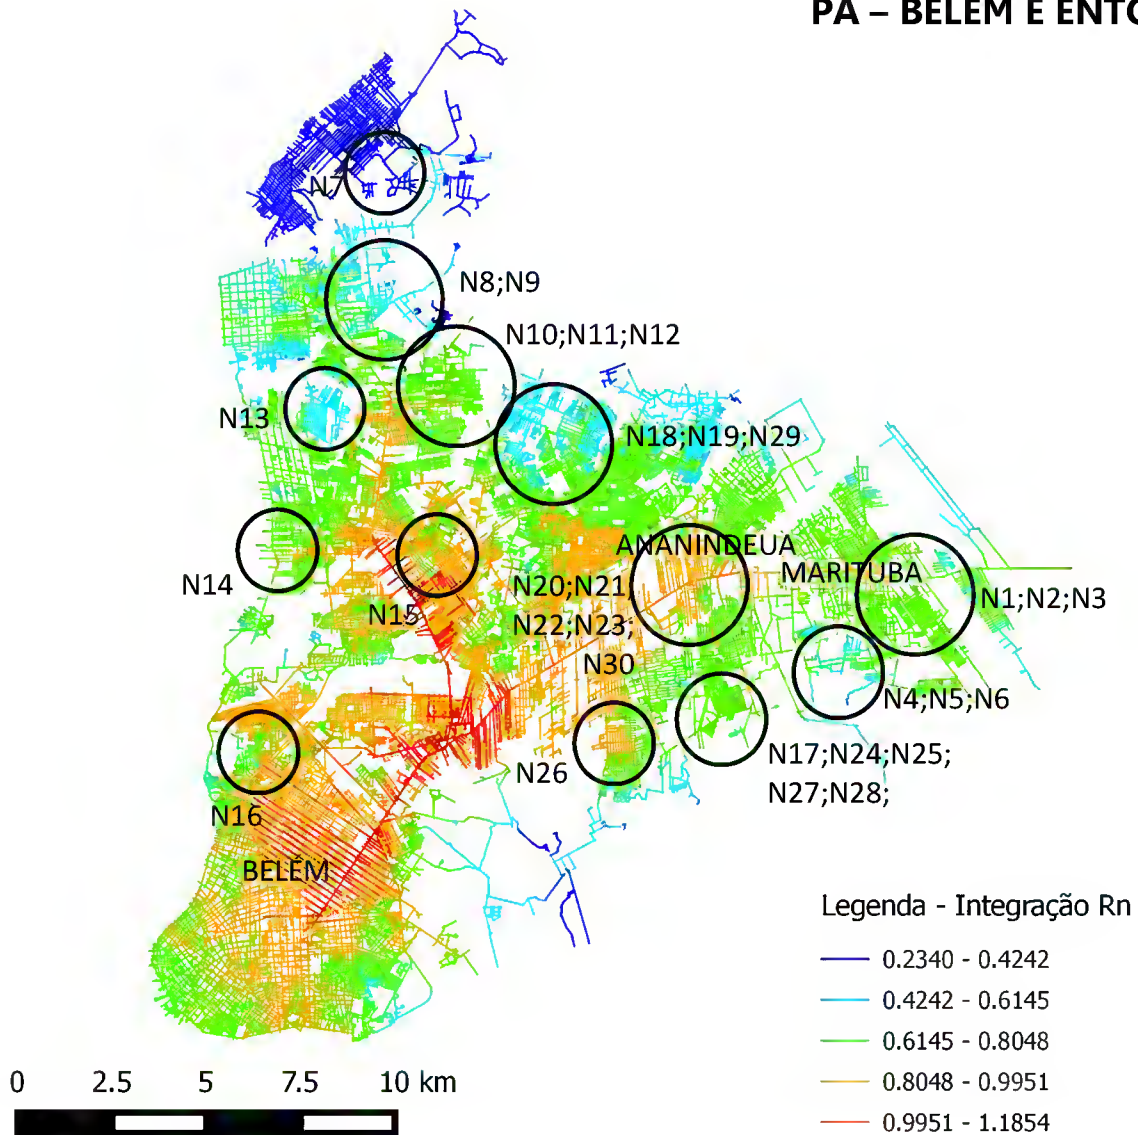 PA – BELÉM E ENTO
N7
N8;N9
N10;N11;N12
N13
N18;N19;N29
ANANINDEUA
MARITUBA
N14
N15
N20;N21;
N22;N23;
N30
N1;N2;N3
N4;N5;N6
N26
N17;N24;N25;
N27;N28;
N16
BELÉM
Legenda - Integração Rn
0.2340 - 0.4242
0.4242 - 0.6145
0.6145 - 0.8048
0.8048 - 0.9951
0.9951 - 1.1854
0 2.5 5 7.5 10 km